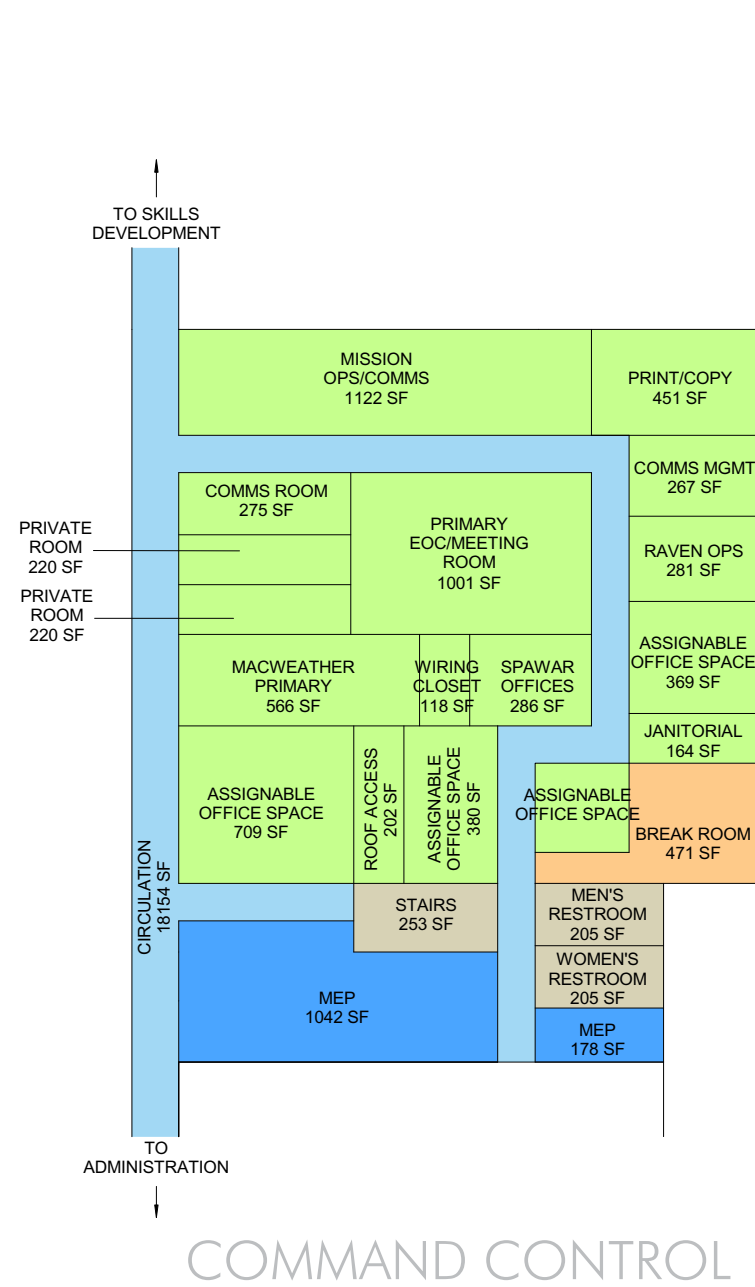 TO SKILLS
DEVELOPMENT
MISSION
OPS/COMMS
1122 SF
PRINT/COPY
451 SF
COMMS MGMT
267 SF
COMMS ROOM
275 SF
PRIVATE
ROOM
220 SF
PRIMARY
EOC/MEETING
ROOM
1001 SF
RAVEN OPS
281 SF
PRIVATE
ROOM
220 SF
MACWEATHER
PRIMARY
566 SF
WIRING
CLOSET
118 SF
SPAWAR
OFFICES
286 SF
ASSIGNABLE
OFFICE SPACE
369 SF
JANITORIAL
164 SF
ASSIGNABLE
OFFICE SPACE
709 SF
ROOF ACCESS
202 SF
ASSIGNABLE
OFFICE SPACE
380 SF
ASSIGNABLE
OFFICE SPACE
BREAK ROOM
471 SF
CIRCULATION
18154 SF
STAIRS
253 SF
MEN'S
RESTROOM
205 SF
WOMEN'S
RESTROOM
205 SF
MEP
1042 SF
MEP
178 SF
TO
ADMINISTRATION
COMMAND CONTROL